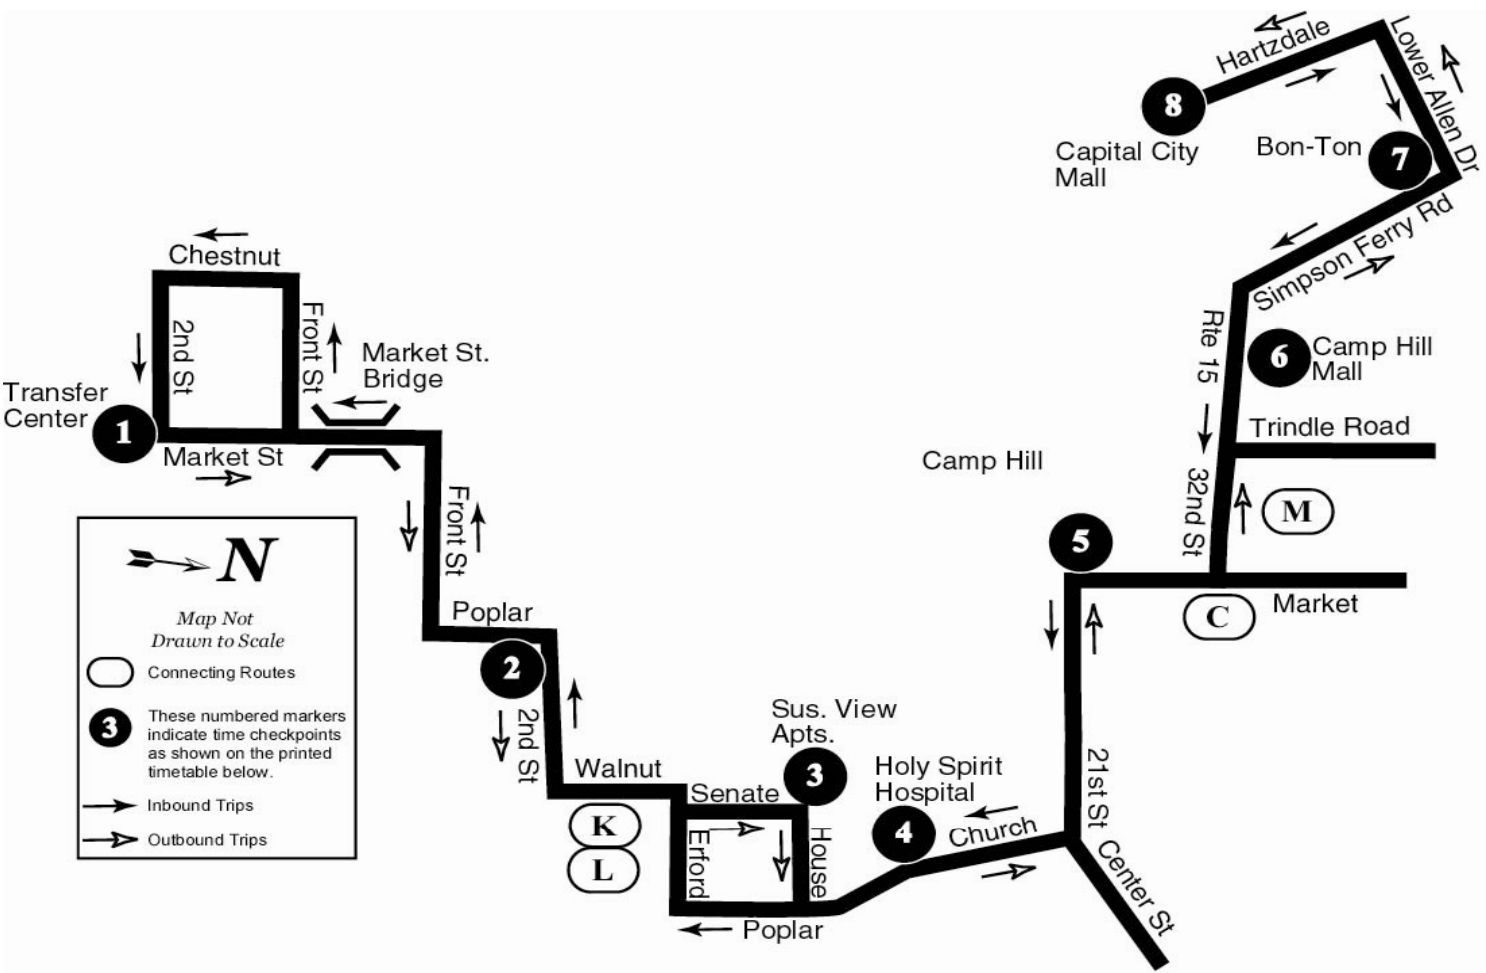 Hartzdale
Lower Allen Dr
8
Capital City
Mall
Bon-Ton
7
Simpson Ferry Rd
Chestnut
2nd St
Front St
Market St.
Bridge
Transfer
Center
1
Market St
Rte 15
6
Camp Hill
Mall
Trindle Road
Camp Hill
32nd St
M
5
C
Market
Front St
Poplar
2
2nd St
Walnut
K
L
Sus. View
Apts.
3
Senate
Erford
House
Poplar
Holy Spirit
Hospital
4
Church
21st St
Center St
N
Map Not
Drawn to Scale
Connecting Routes
3
These numbered markers
indicate time checkpoints
as shown on the printed
timetable below.
Inbound Trips
Outbound Trips